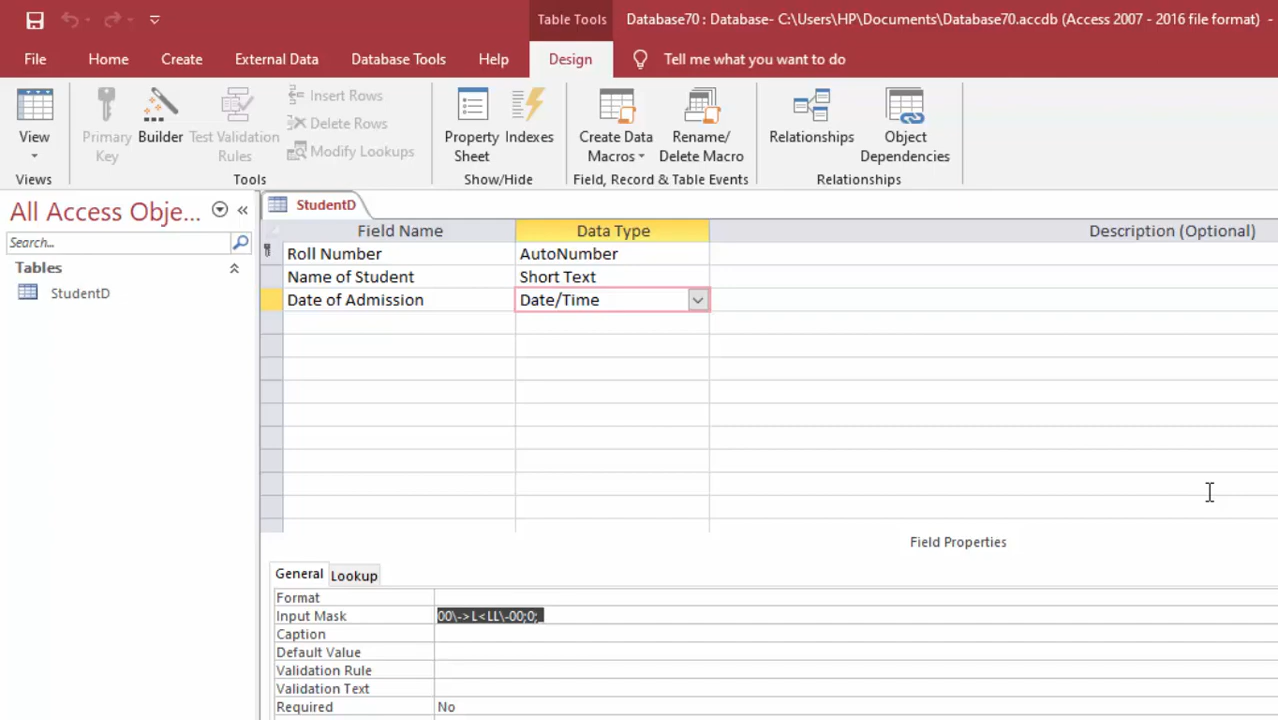 Table Tools
Database70 : Database- C:\Users\HP\Documents\Database70.accdb (Access 2007 - 2016 file format) -
File Home Create External Data Database Tools Help Design Tell me what you want to do
View
Views
Primary Key
Builder
Test Validation Rules
Insert Rows
Delete Rows
Modify Lookups
Tools
Property Sheet
Indexes
Show/Hide
Create Data Macros
Rename/ Delete Macro
Field, Record & Table Events
Relationships
Object Dependencies
Relationships
All Access Obje...
Search...
Tables
StudentD
StudentD
Field Name Data Type Description (Optional)
Roll Number AutoNumber
Name of Student Short Text
Date of Admission Date/Time
Field Properties
General Lookup
Format
Input Mask 00\->L<LL\-00;0;_
Caption
Default Value
Validation Rule
Validation Text
Required No